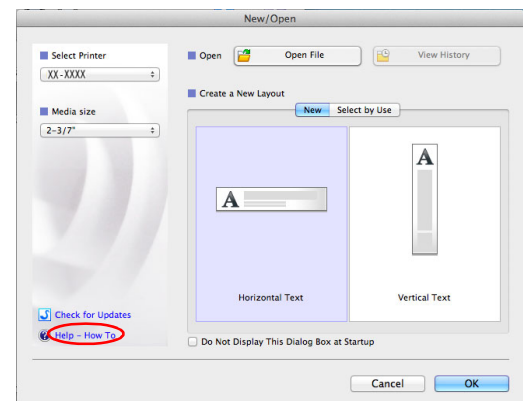 New/Open
Select Printer
XX-XXXX
Media size
2-3/7"
Check for Updates
Help – How To
Open
Open File
View History
Create a New Layout
New
Select by Use
A
Horizontal Text
A
Vertical Text
Do Not Display This Dialog Box at Startup
Cancel
OK